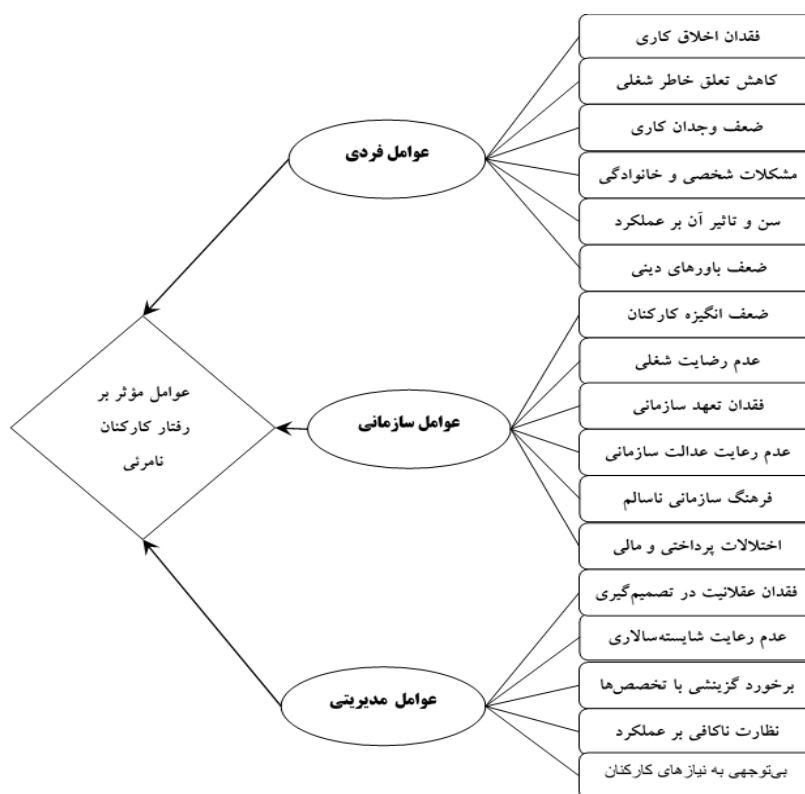 فقدان اخلاق کاری
کاهش تعلق خاطر شغلی
ضعف وجدان کاری
مشکلات شخصی و خانوادگی
سن و تاثیر آن بر عملکرد
ضعف باورهای دینی
عوامل فردی
ضعف انگیزه کارکنان
عدم رضایت شغلی
فقدان تعهد سازمانی
عدم رعایت عدالت سازمانی
فرهنگ سازمانی ناسالم
اختلالات پرداختی و مالی
عوامل سازمانی
فقدان عقلانیت در تصمیم‌گیری
عدم رعایت شایسته‌سالاری
برخورد گزینشی با تخصص‌ها
نظارت ناکافی بر عملکرد
بی‌توجهی به نیازهای کارکنان
عوامل مدیریتی
عوامل مؤثر بر
رفتار کارکنان
نامرئی